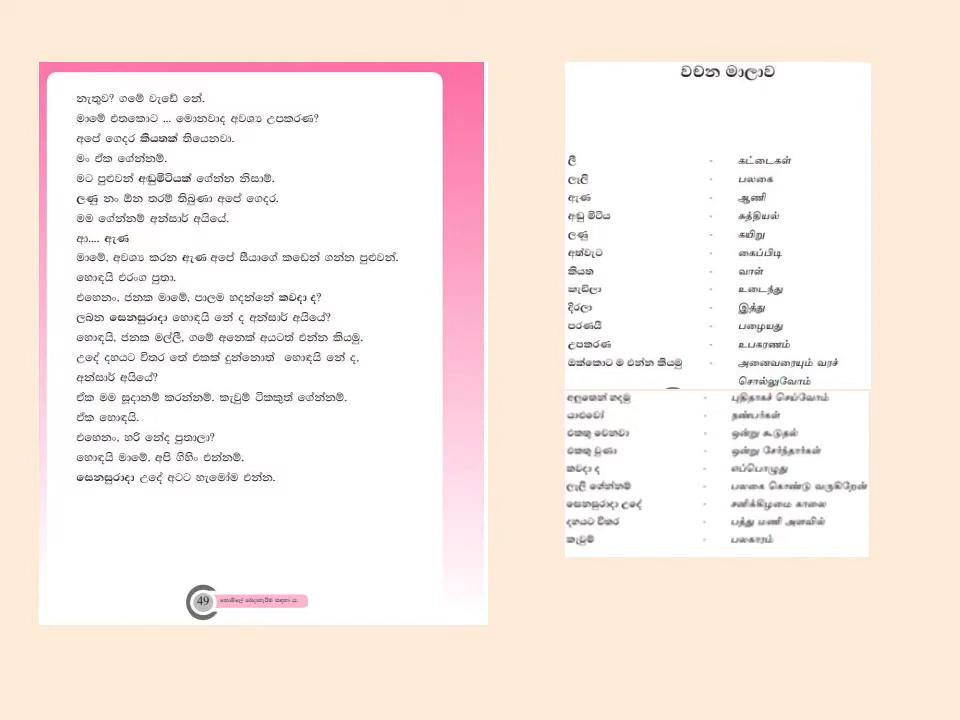 නැතුව? ගමේ වැඩේ නේ.
මාමේ එතකොට ... මොනවාද අවශ්‍ය උපකරණ?
අපේ ගෙදර කියතක් තියෙනවා.
මං ඒක ගේන්නම්.
මට පුළුවන් අඬුමිටියක් ගේන්න නිසාම්.
ලණු නං ඕන තරම් තිබුණා අපේ ගෙදර.
මම ගේන්නම් අන්සාර් අයියේ.
ආ.... ඇණ
මාමේ, අවශ්‍ය කරන ඇණ අපේ සීයාගේ කඩෙන් ගන්න පුළුවන්.
හොඳයි එරංග පුතා.
එහෙනං, ජනක මාමේ, පාලම හදන්නේ කවදා ද?
ලබන සෙනසුරාදා හොඳයි නේ ද අන්සාර් අයියේ?
හොඳයි, ජනක මල්ලී, ගමේ අනෙක් අයටත් එන්න කියමු.
උදේ දහයට විතර තේ එකක් දුන්නොත් හොඳයි නේ ද,
අන්සාර් අයියේ?
ඒක මම සූදානම් කරන්නම්. කැවුම් ටිකකුත් ගේන්නම්.
ඒක හොඳයි.
එහෙනං, හරි නේද පුතාලා?
හොඳයි මාමේ, අපි ගිහිං එන්නම්.
සෙනසුරාදා උදේ අටට හැමෝම එන්න.
49
වචන මාලාව
ලී - கட்டைகள்
ලෑලි - பலகை
ඇණ - ஆணி
අඬු මිටිය - சுத்தியல்
ලණු - கயிறு
අත්වැට - கைப்பிடி
කියත - வாள்
කැඩිලා - உடைந்து
දිරලා - இத்து
පරණයි - பழையது
උපකරණ - உபகரணம்
ඔක්කොට ම එන්න කියමු - அனைவரையும் வரச்
சொல்லுவோம்
අලුතෙන් හදමු - புதிதாகச் செய்வோம்
යාළුවෝ - நண்பர்கள்
එකතු වෙනවා - ஒன்று கூடுதல்
එකතු වුණා - ஒன்று சேர்ந்தார்கள்
කවදා ද - எப்பொழுது
ලෑලි ගේන්නම් - பலகை கொண்டு வருகிறேன்
සෙනසුරාදා උදේ - சனிக்கிழமை காலை
දහයට විතර - பத்து மணி அளவில்
කැවුම් - பலகாரம்